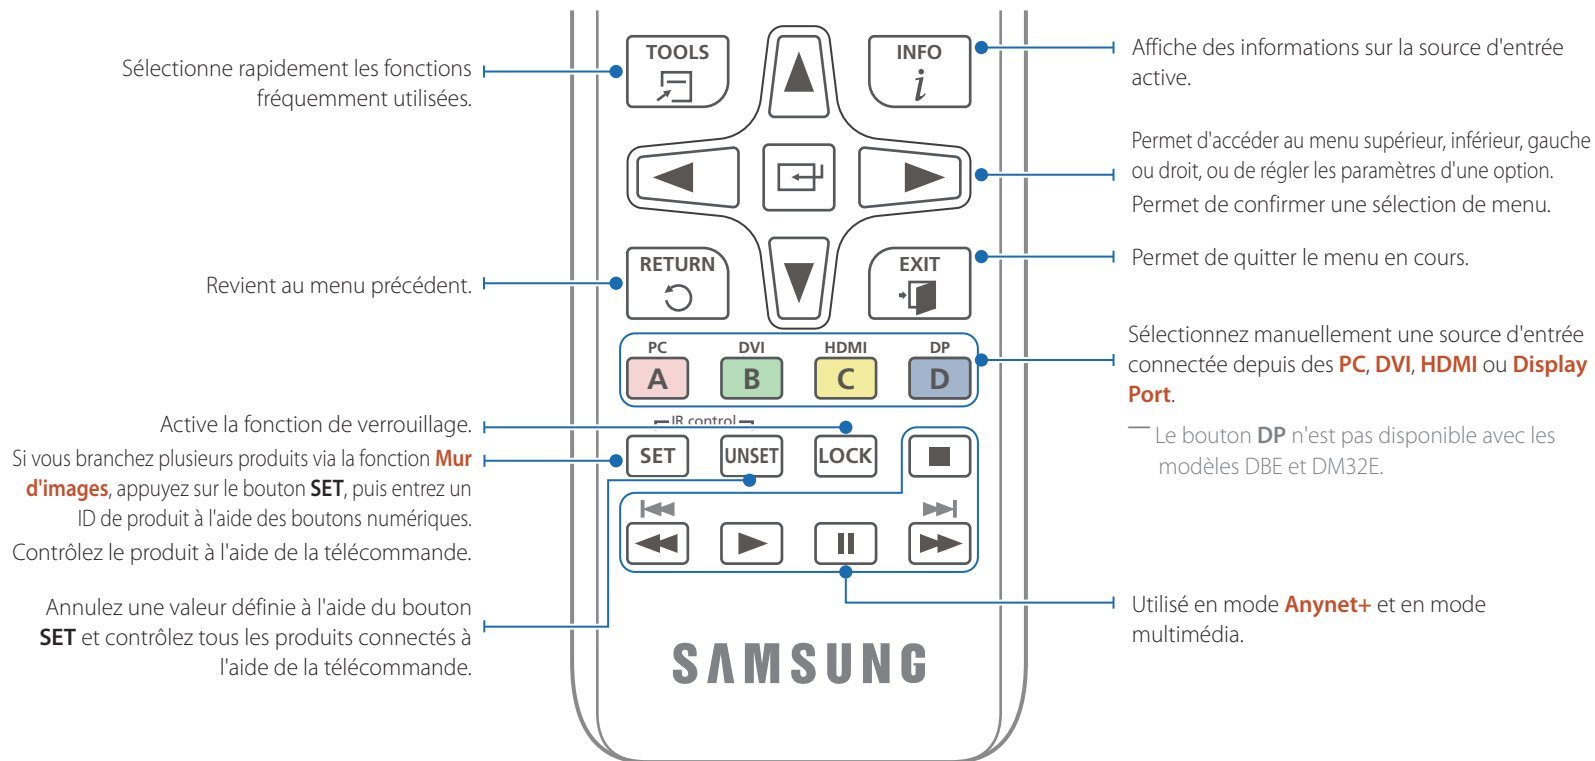 Sélectionne rapidement les fonctions
fréquemment utilisées.
Revient au menu précédent.
Active la fonction de verrouillage.
Si vous branchez plusieurs produits via la fonction Mur
d'images, appuyez sur le bouton SET, puis entrez un
ID de produit à l'aide des boutons numériques.
Contrôlez le produit à l'aide de la télécommande.
Annulez une valeur définie à l'aide du bouton
SET et contrôlez tous les produits connectés à
l'aide de la télécommande.
TOOLS
INFO
i
RETURN
EXIT
PC DVI HDMI DP
A B C D
IR control
SET UNSET LOCK
SAMSUNG
Affiche des informations sur la source d'entrée
active.
Permet d'accéder au menu supérieur, inférieur, gauche
ou droit, ou de régler les paramètres d'une option.
Permet de confirmer une sélection de menu.
Permet de quitter le menu en cours.
Sélectionnez manuellement une source d'entrée
connectée depuis des PC, DVI, HDMI ou Display
Port.
― Le bouton DP n'est pas disponible avec les
modèles DBE et DM32E.
Utilisé en mode Anynet+ et en mode
multimédia.